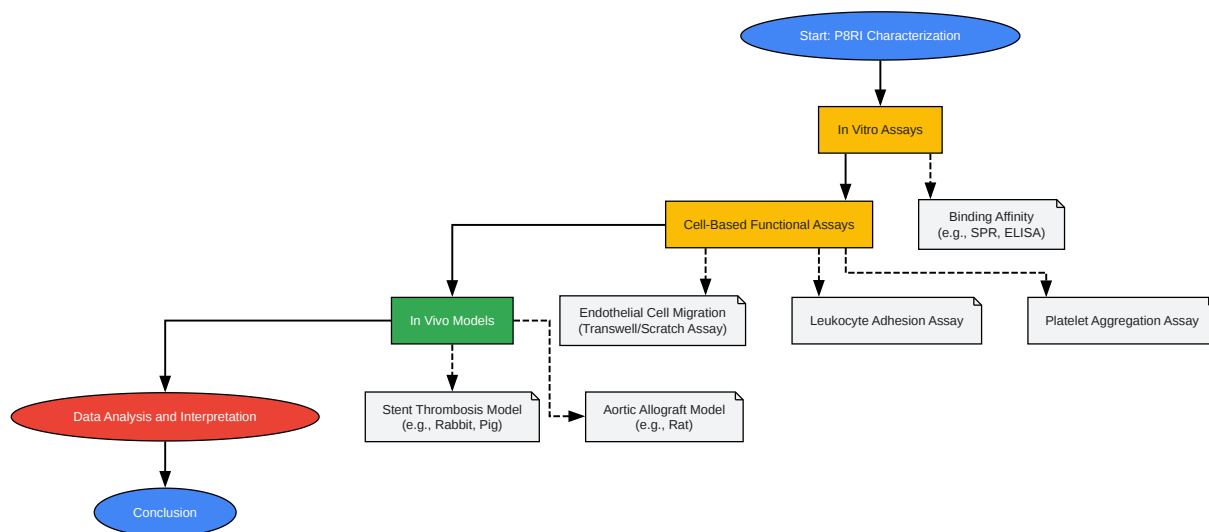 Start: P8RI Characterization
In Vitro Assays
Binding Affinity
(e.g., SPR, ELISA)
Cell-Based Functional Assays
Endothelial Cell Migration
(Transwell/Scratch Assay)
Leukocyte Adhesion Assay
Platelet Aggregation Assay
In Vivo Models
Stent Thrombosis Model
(e.g., Rabbit, Pig)
Aortic Allograft Model
(e.g., Rat)
Data Analysis and Interpretation
Conclusion